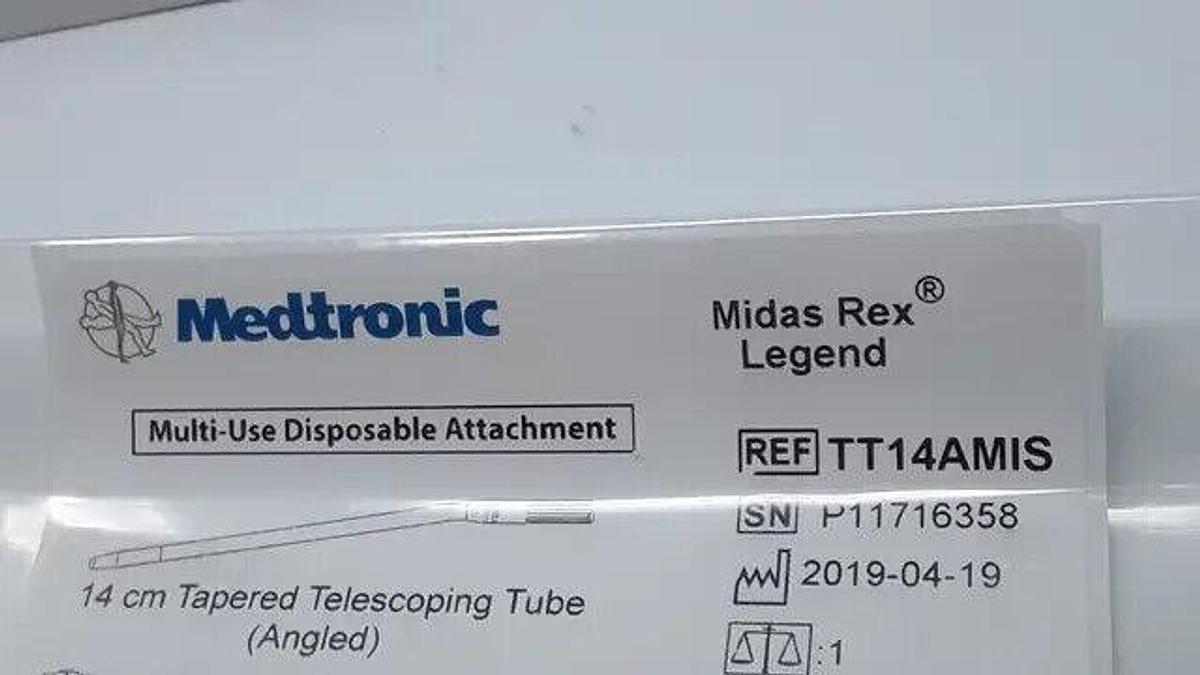 Medtronic
Midas Rex®
Legend
Multi-Use Disposable Attachment
REF TT14AMIS
SN P11716358
2019-04-19
:1
14 cm Tapered Telescoping Tube
(Angled)